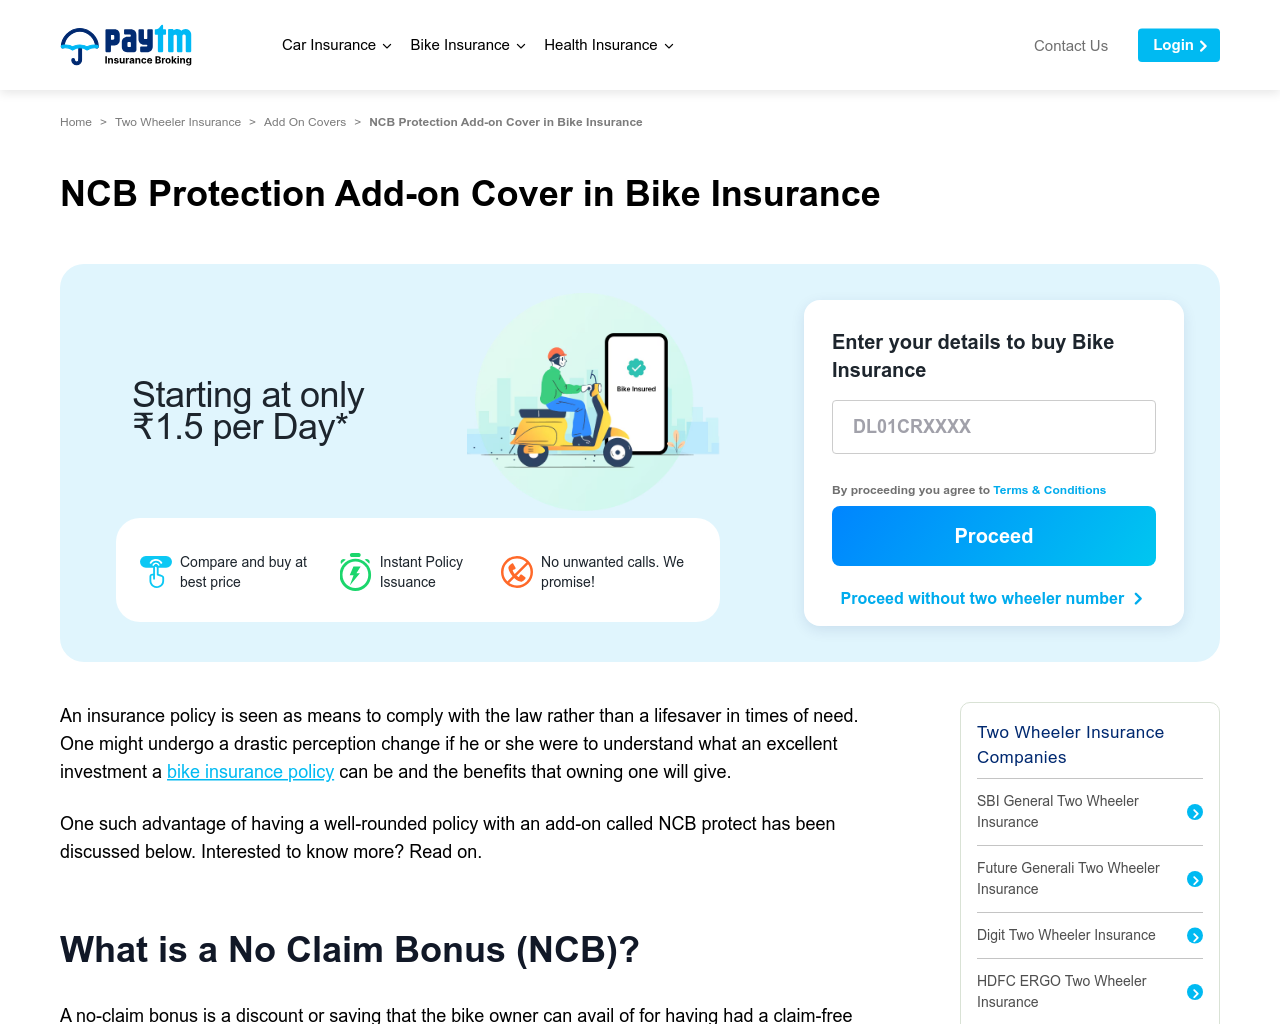 paytm
Insurance Broking
Car Insurance
Bike Insurance
Health Insurance
Contact Us
Login
Home > Two Wheeler Insurance > Add On Covers > NCB Protection Add-on Cover in Bike Insurance
NCB Protection Add-on Cover in Bike Insurance
Starting at only
₹1.5 per Day*
Bike Insured
Compare and buy at
best price
Instant Policy
Issuance
No unwanted calls. We
promise!
Enter your details to buy Bike
Insurance
DL01CRXXXX
By proceeding you agree to Terms & Conditions
Proceed
Proceed without two wheeler number
An insurance policy is seen as means to comply with the law rather than a lifesaver in times of need.
One might undergo a drastic perception change if he or she were to understand what an excellent
investment a bike insurance policy can be and the benefits that owning one will give.
One such advantage of having a well-rounded policy with an add-on called NCB protect has been
discussed below. Interested to know more? Read on.
What is a No Claim Bonus (NCB)?
A no-claim bonus is a discount or saving that the bike owner can avail of for having had a claim-free
Two Wheeler Insurance
Companies
SBI General Two Wheeler
Insurance
Future Generali Two Wheeler
Insurance
Digit Two Wheeler Insurance
HDFC ERGO Two Wheeler
Insurance